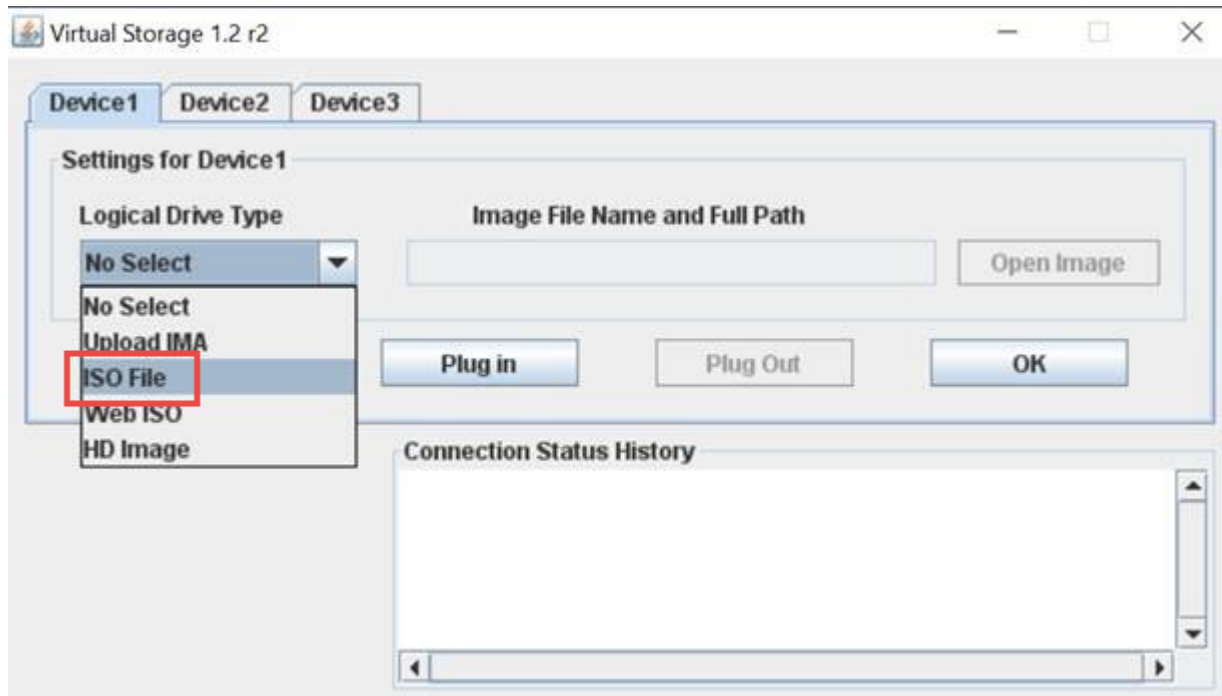 Virtual Storage 1.2 r2
Device1 Device2 Device3
Settings for Device1
Logical Drive Type Image File Name and Full Path
No Select Open Image
No Select
Upload IMA
ISO File
Web ISO
HD Image
Plug in Plug Out OK
Connection Status History